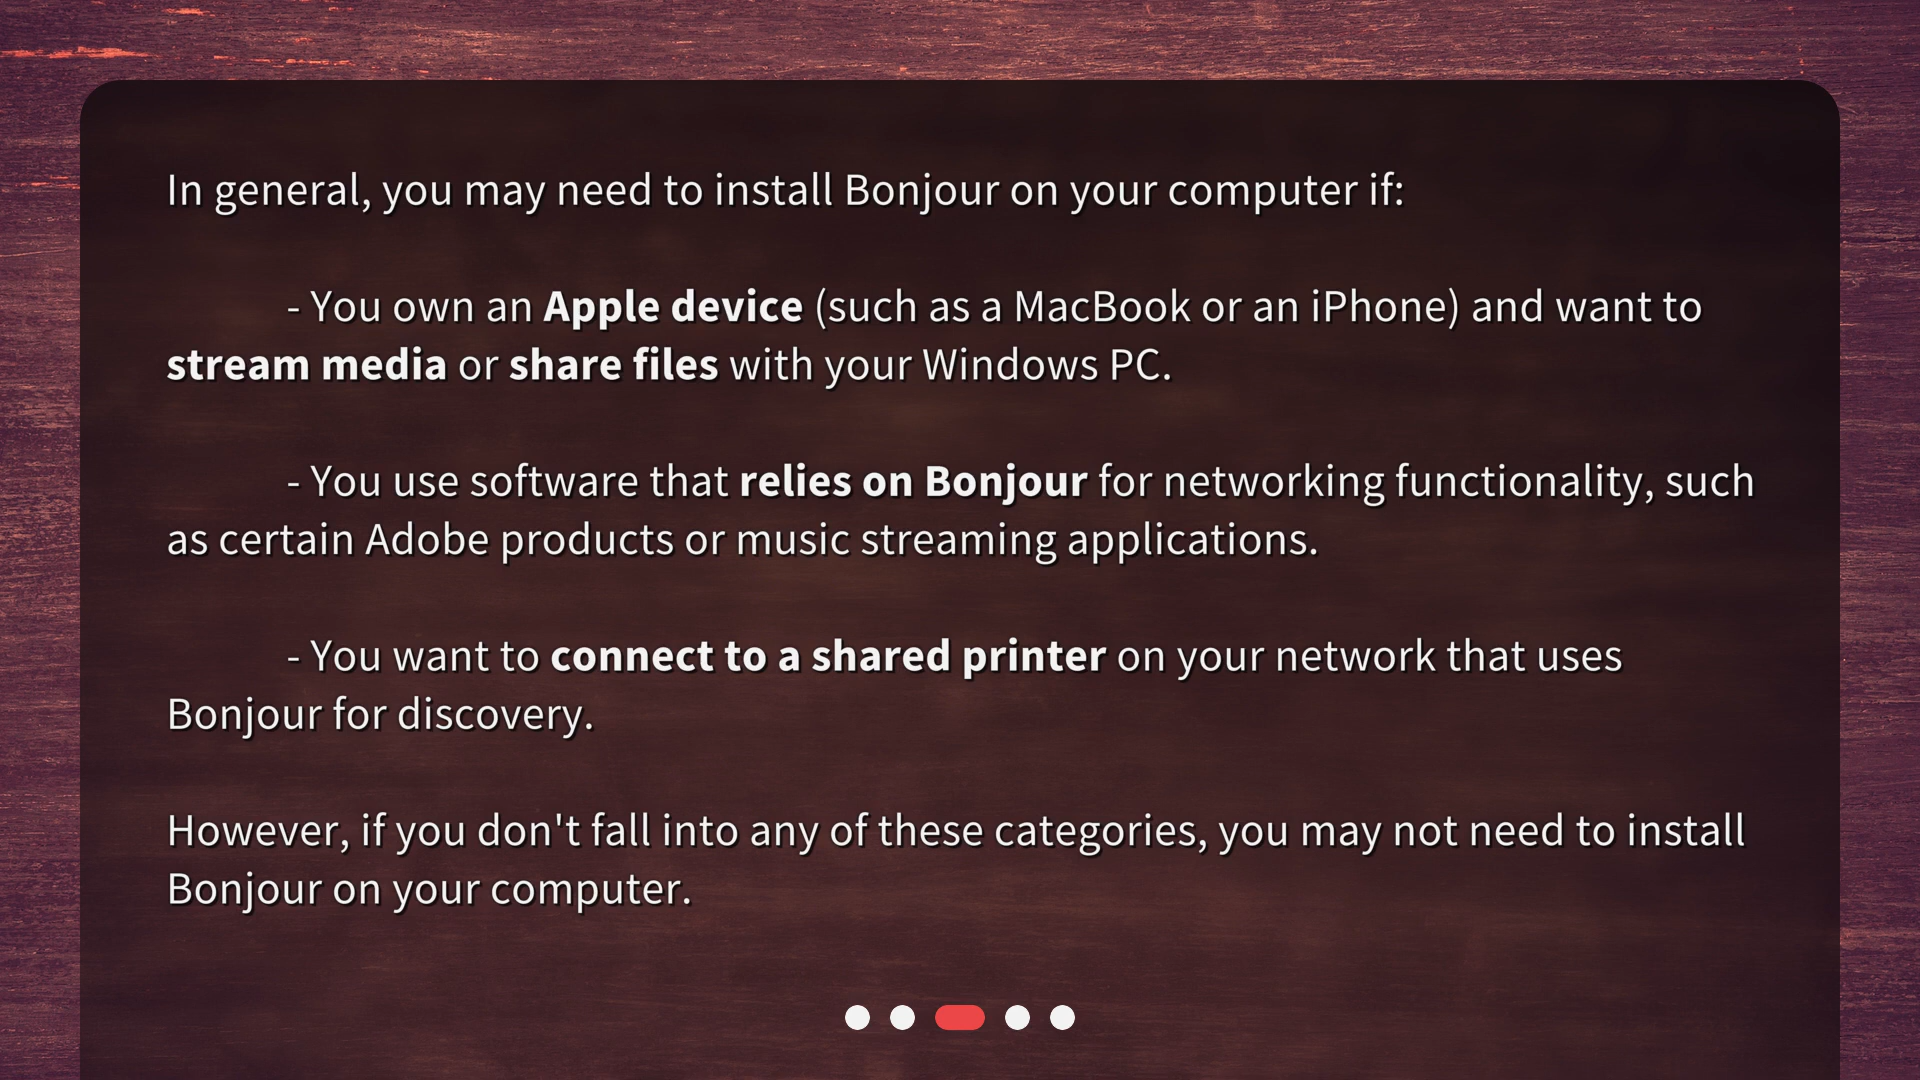 In general, you may need to install Bonjour on your computer if:
- You own an Apple device (such as a MacBook or an iPhone) and want to
stream media or share files with your Windows PC.
- You use software that relies on Bonjour for networking functionality, such
as certain Adobe products or music streaming applications.
- You want to connect to a shared printer on your network that uses
Bonjour for discovery.
However, if you don't fall into any of these categories, you may not need to install
Bonjour on your computer.